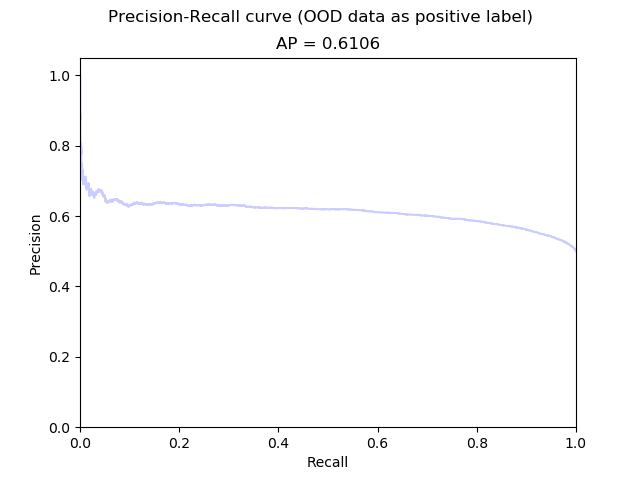 Precision-Recall curve (OOD data as positive label)
AP = 0.6106
1.0
0.8
0.6
0.4
0.2
0.0
Precision
0.0 0.2 0.4 0.6 0.8 1.0
Recall